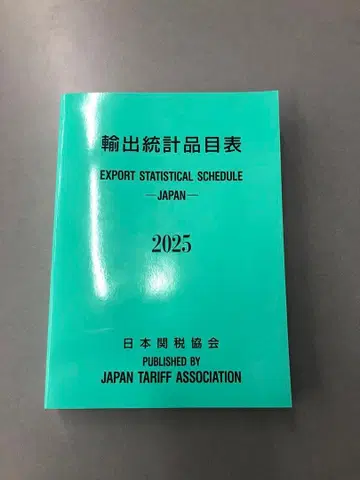 輸出統計品目表
EXPORT STATISTICAL SCHEDULE
—JAPAN—
2025
日本関税協会
PUBLISHED BY
JAPAN TARIFF ASSOCIATION